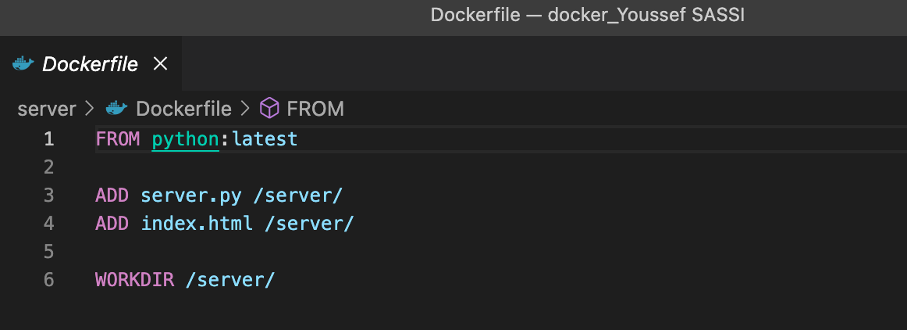 Dockerfile — docker_Youssef SASSI
Dockerfile ×
server > Dockerfile > FROM
1 FROM python:latest
2
3 ADD server.py /server/
4 ADD index.html /server/
5
6 WORKDIR /server/